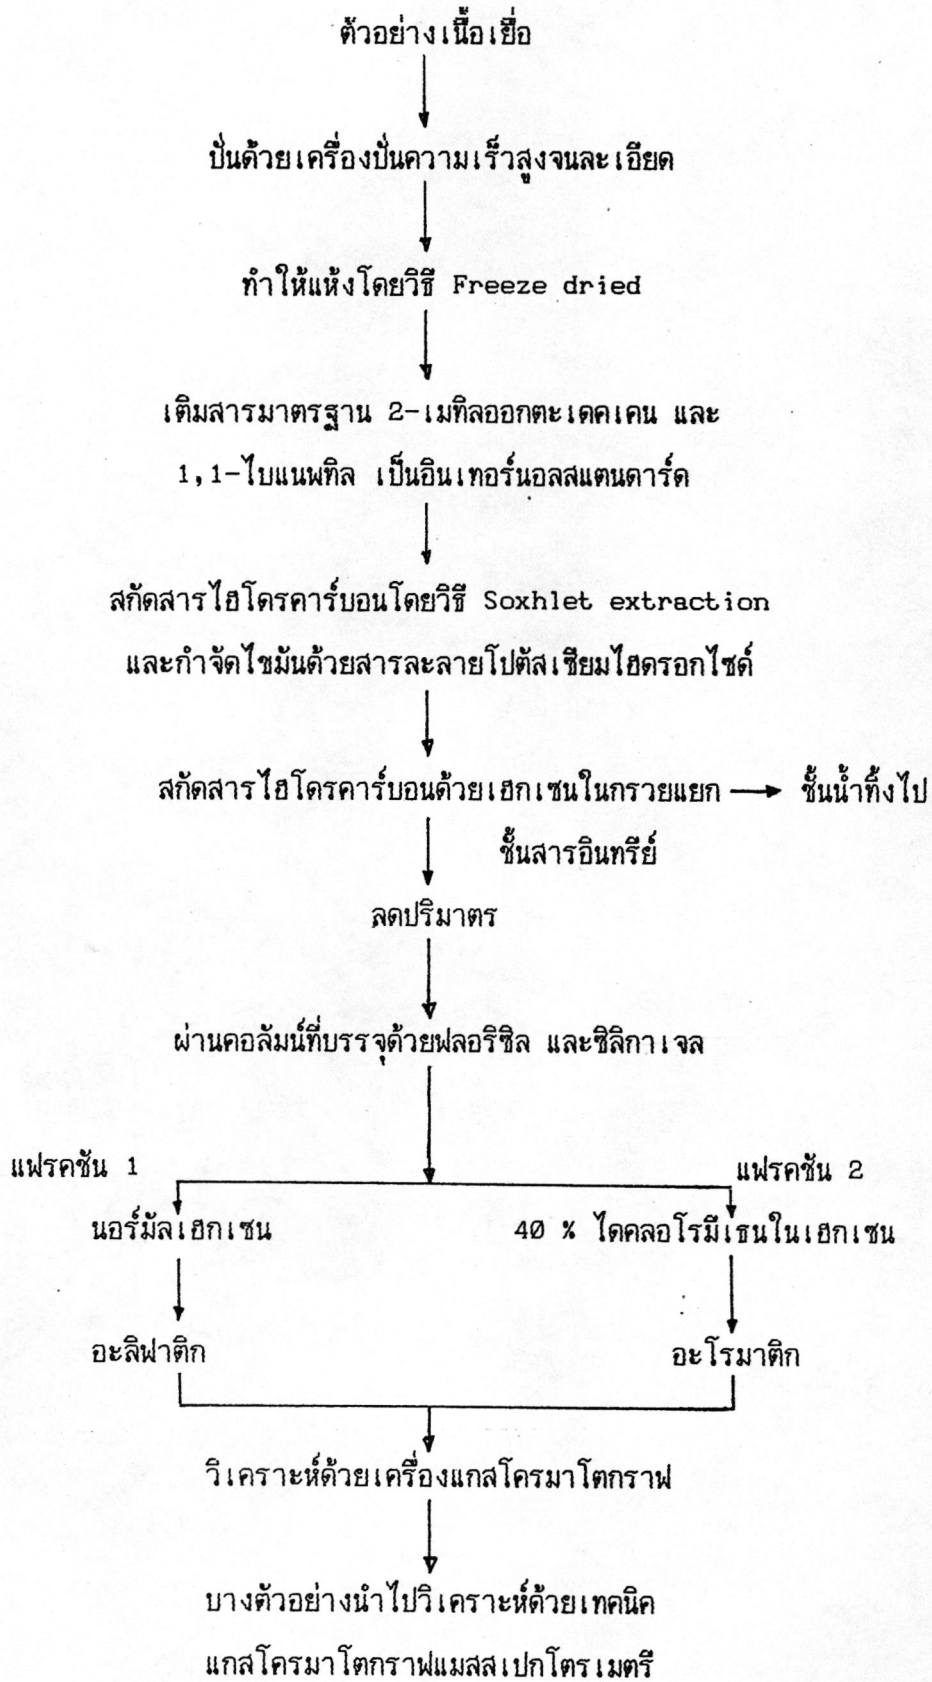 ตัวอย่างเนื้อเยื่อ
ปั่นด้วยเครื่องปั่นความเร็วสูงจนละเอียด
ทำให้แห้งโดยวิธี Freeze dried
เติมสารมาตรฐาน 2-เมทิลออกตะเดคเคน และ
1,1-ไบแนพทิล เป็นอินเทอร์นอลสแตนดาร์ด
สกัดสารไฮโดรคาร์บอนโดยวิธี Soxhlet extraction
และกำจัดไขมันด้วยสารละลายโปตัสเซียมไฮดรอกไซด์
สกัดสารไฮโดรคาร์บอนด้วยเฮกเซนในกรวยแยก ⟶ ชั้นน้ำทิ้งไป
ชั้นสารอินทรีย์
ลดปริมาตร
ผ่านคอลัมน์ที่บรรจุด้วยฟลอริซิล และซิลิกาเจล
แฟรคชัน 1 แฟรคชัน 2
นอร์มัลเฮกเซน 40 % ไดคลอโรมีเธนในเฮกเซน
อะลิฟาติก อะโรมาติก
วิเคราะห์ด้วยเครื่องแกสโครมาโตกราฟ
บางตัวอย่างนำไปวิเคราะห์ด้วยเทคนิค
แกสโครมาโตกราฟแมสสเปกโตรเมตรี